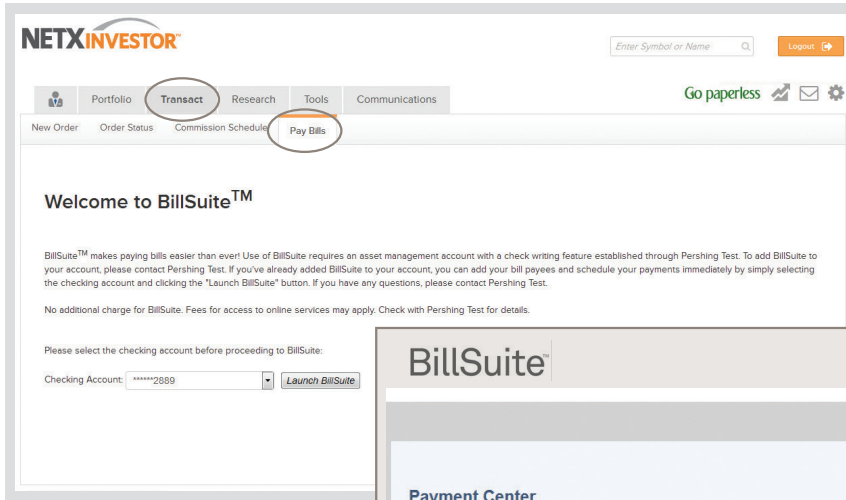 NETXINVESTOR™
Enter Symbol or Name
Logout
Portfolio Transact Research Tools Communications
Go paperless
New Order Order Status Commission Schedule Pay Bills
Welcome to BillSuite™
BillSuite™ makes paying bills easier than ever! Use of BillSuite requires an asset management account with a check writing feature established through Pershing Test. To add BillSuite to
your account, please contact Pershing Test. If you've already added BillSuite to your account, you can add your bill payees and schedule your payments immediately by simply selecting
the checking account and clicking the "Launch BillSuite" button. If you have any questions, please contact Pershing Test.
No additional charge for BillSuite. Fees for access to online services may apply. Check with Pershing Test for details.
Please select the checking account before proceeding to BillSuite:
Checking Account: ******2889 Launch BillSuite
BillSuite™
Payment Center